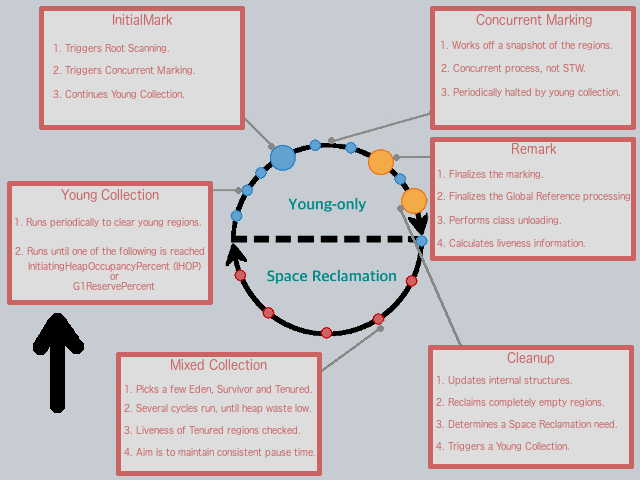 InitialMark
1. Triggers Root Scanning.
2. Triggers Concurrent Marking.
3. Continues Young Collection.
Concurrent Marking
1. Works off a snapshot of the regions.
2. Concurrent process, not STW.
3. Periodically halted by young collection.
Remark
1. Finalizes the marking.
2. Finalizes the Global Reference processing
3. Performs class unloading.
4. Calculates liveness information.
Young Collection
1. Runs periodically to clear young regions.
2. Runs until one of the following is reached
InitiatingHeapOccupancyPercent (IHOP)
or
G1ReservePercent
Young-only
Space Reclamation
Mixed Collection
1. Picks a few Eden, Survivor and Tenured.
2. Several cycles run, until heap waste low.
3. Liveness of Tenured regions checked.
4. Aim is to maintain consistent pause time.
Cleanup
1. Updates internal structures.
2. Reclaims completely empty regions.
3. Determines a Space Reclamation need.
4. Triggers a Young Collection.